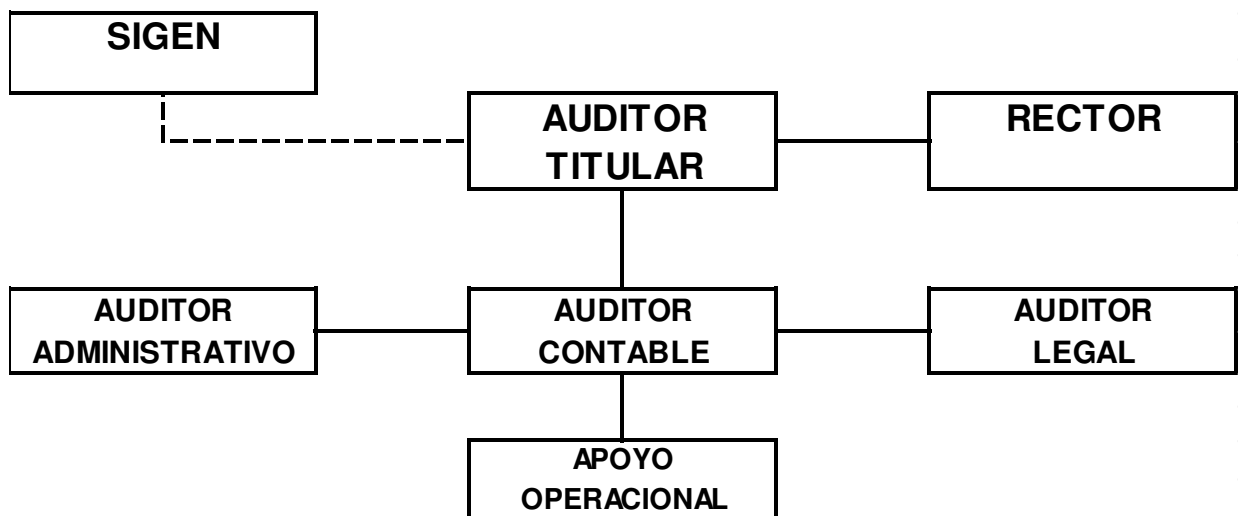 SIGEN
AUDITOR
TITULAR
RECTOR
AUDITOR
ADMINISTRATIVO
AUDITOR
CONTABLE
AUDITOR
LEGAL
APOYO
OPERACIONAL